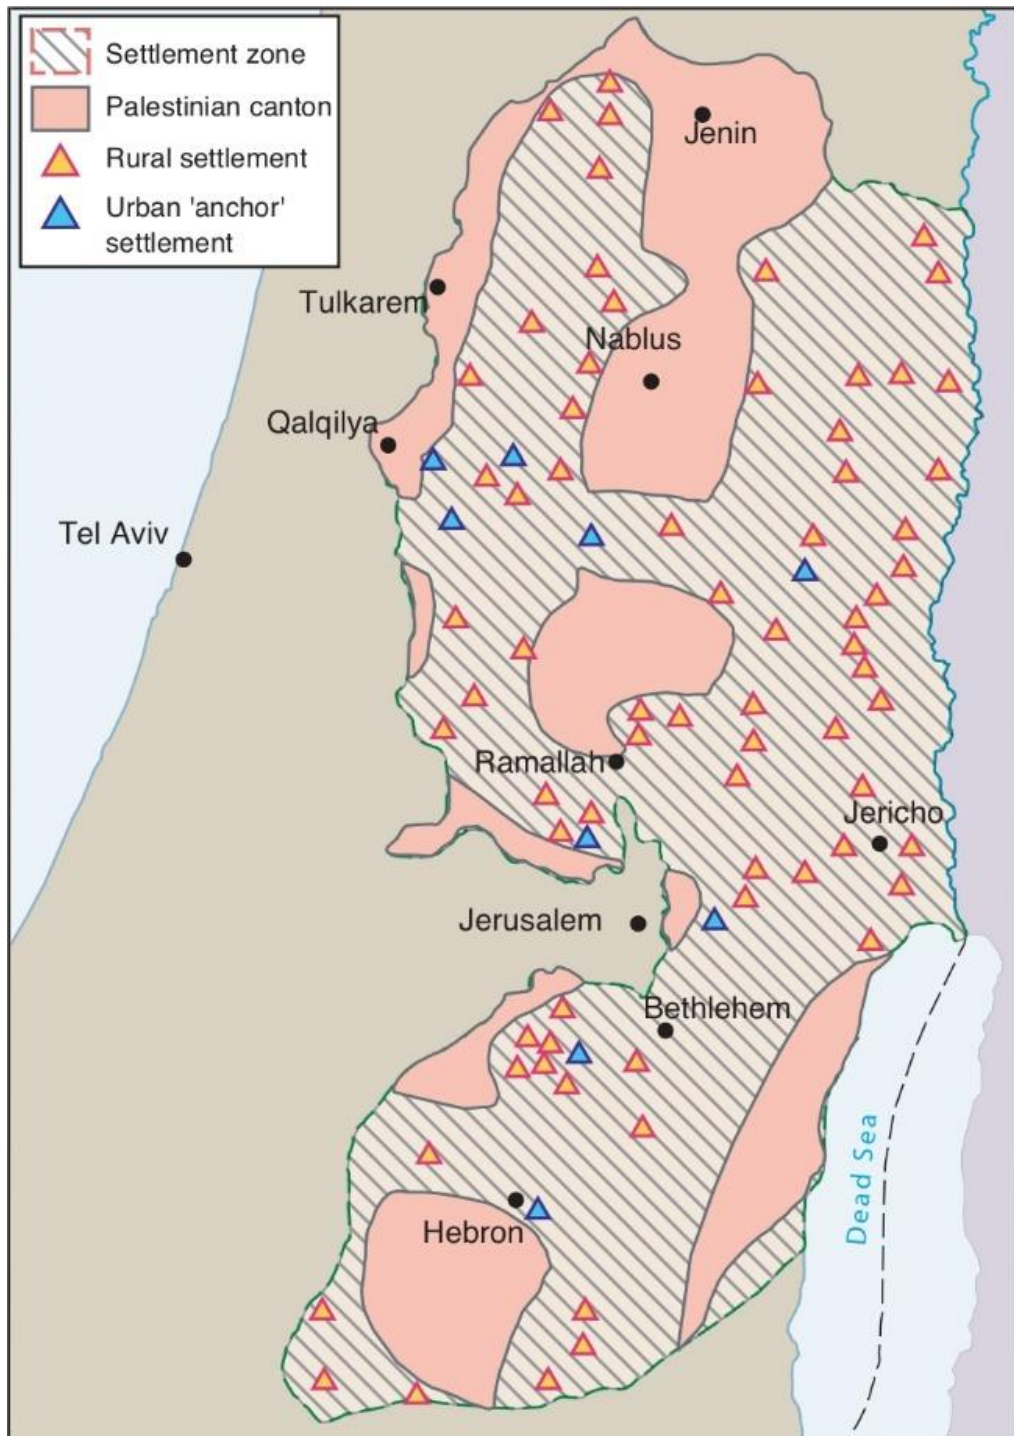 Settlement zone
Palestinian canton
Rural settlement
Urban 'anchor'
settlement
Jenin
Tulkarem
Nablus
Qalqilya
Tel Aviv
Ramallah
Jericho
Jerusalem
Bethlehem
Dead Sea
Hebron